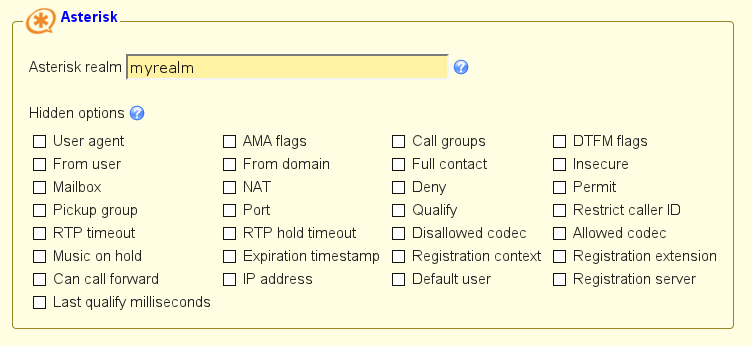 Asterisk
Asterisk realm myrealm
Hidden options
User agent AMA flags Call groups DTFM flags
From user From domain Full contact Insecure
Mailbox NAT Deny Permit
Pickup group Port Qualify Restrict caller ID
RTP timeout RTP hold timeout Disallowed codec Allowed codec
Music on hold Expiration timestamp Registration context Registration extension
Can call forward IP address Default user Registration server
Last qualify milliseconds